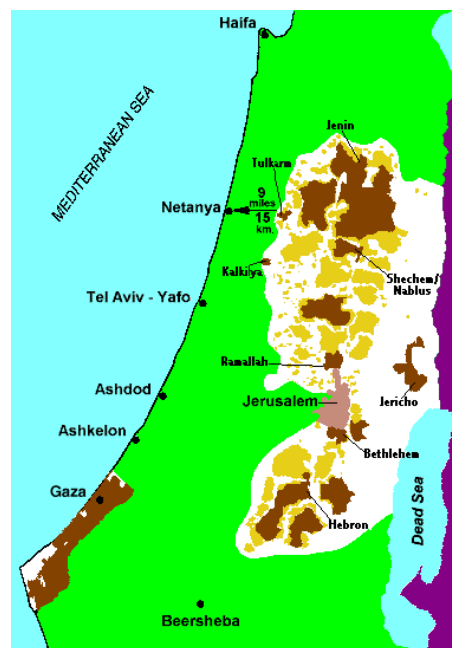 Haifa
MEDITERRANEAN SEA
Jenin
Tulkarm
9
miles
Netanya
15
km.
Kalkilya
Shechem/
Nablus
Tel Aviv - Yafo
Ramallah
Ashdod
Jerusalem
Jericho
Ashkelon
Bethlehem
Gaza
Dead Sea
Hebron
Beersheba